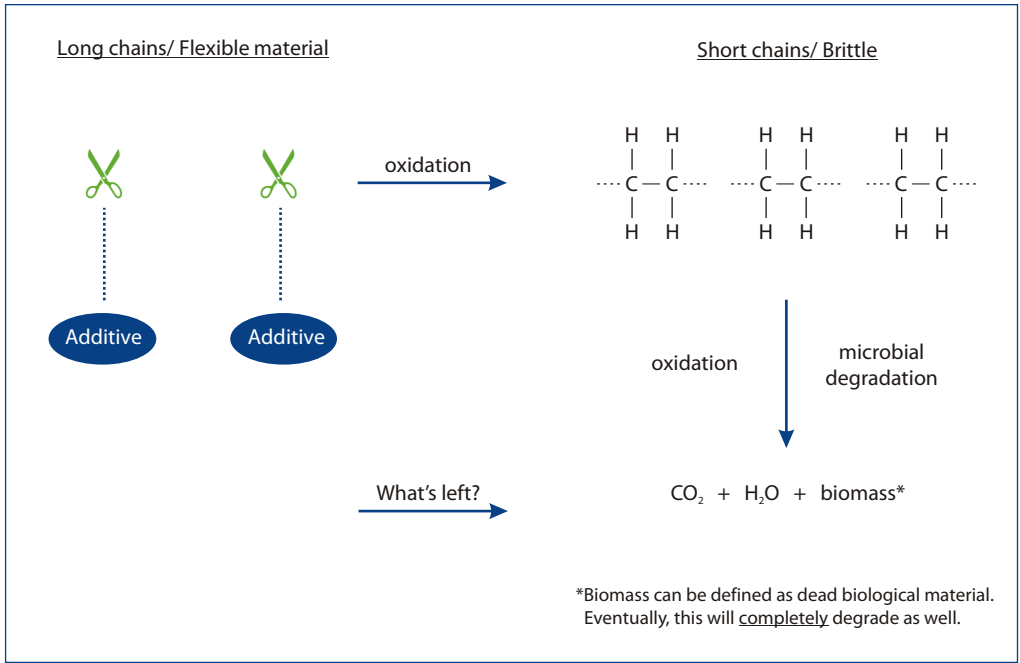 Long chains/ Flexible material
Short chains/ Brittle
H H H H H H
oxidation
C C C C C C
H H H H H H
Additive Additive
oxidation
microbial
degradation
What's left?
CO₂ + H₂O + biomass*
*Biomass can be defined as dead biological material.
Eventually, this will completely degrade as well.